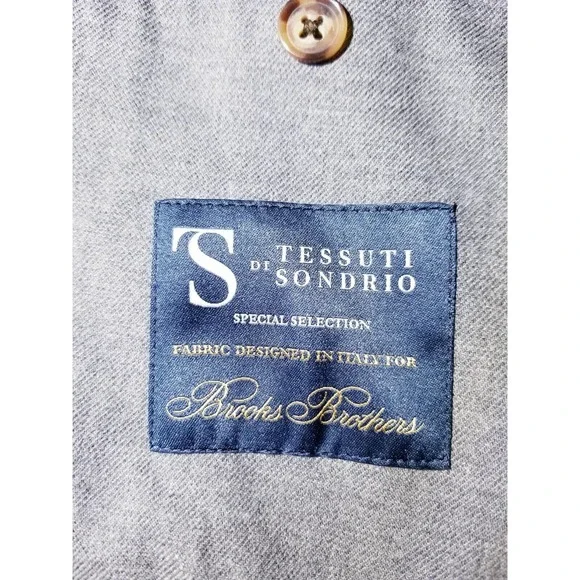 TS
TESSUTI
DI SONDRIO
SPECIAL SELECTION
FABRIC DESIGNED IN ITALY FOR
Brooks Brothers